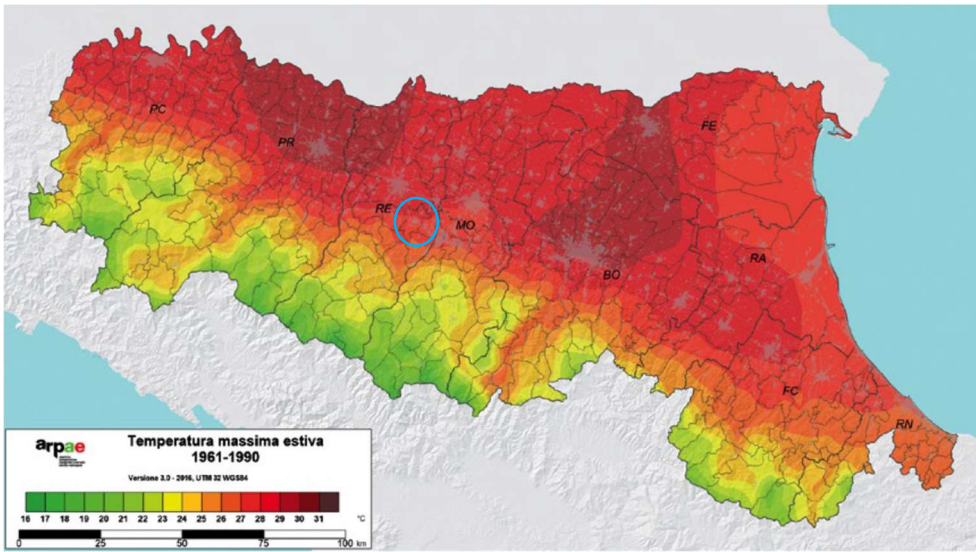 PC
PR
FE
RE
MO
BO
RA
FC
RN
arpae
Temperatura massima estiva
1961-1990
Versione 3.0 - 2016, UTM 32 WGS84
16 17 18 19 20 21 22 23 24 25 26 27 28 29 30 31 °C
0 25 50 75 100 km